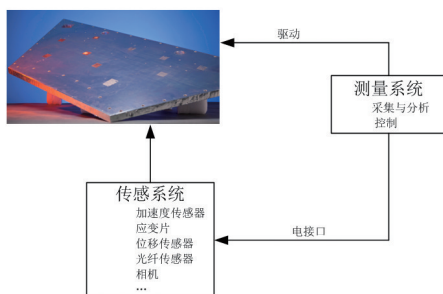 驱动
测量系统
采集与分析
控制
传感系统
加速度传感器
应变片
位移传感器
光纤传感器
相机
...
电接口